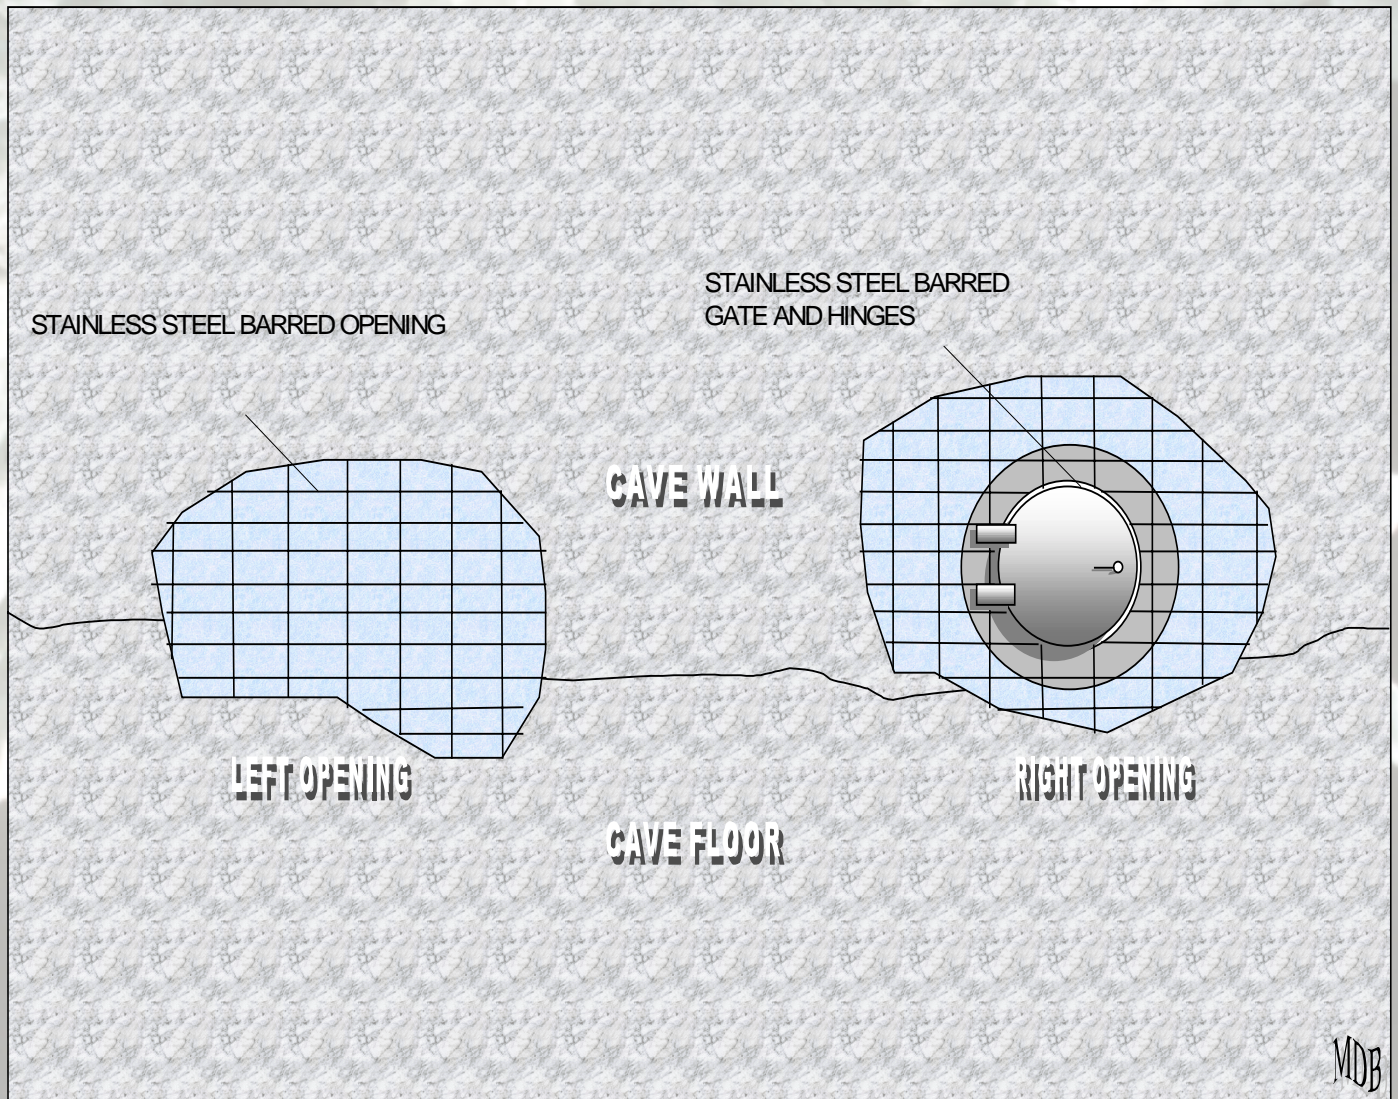 STAINLESS STEEL BARRED
GATE AND HINGES
STAINLESS STEEL BARRED OPENING
CAVE WALL
LEFT OPENING
RIGHT OPENING
CAVE FLOOR
MDB